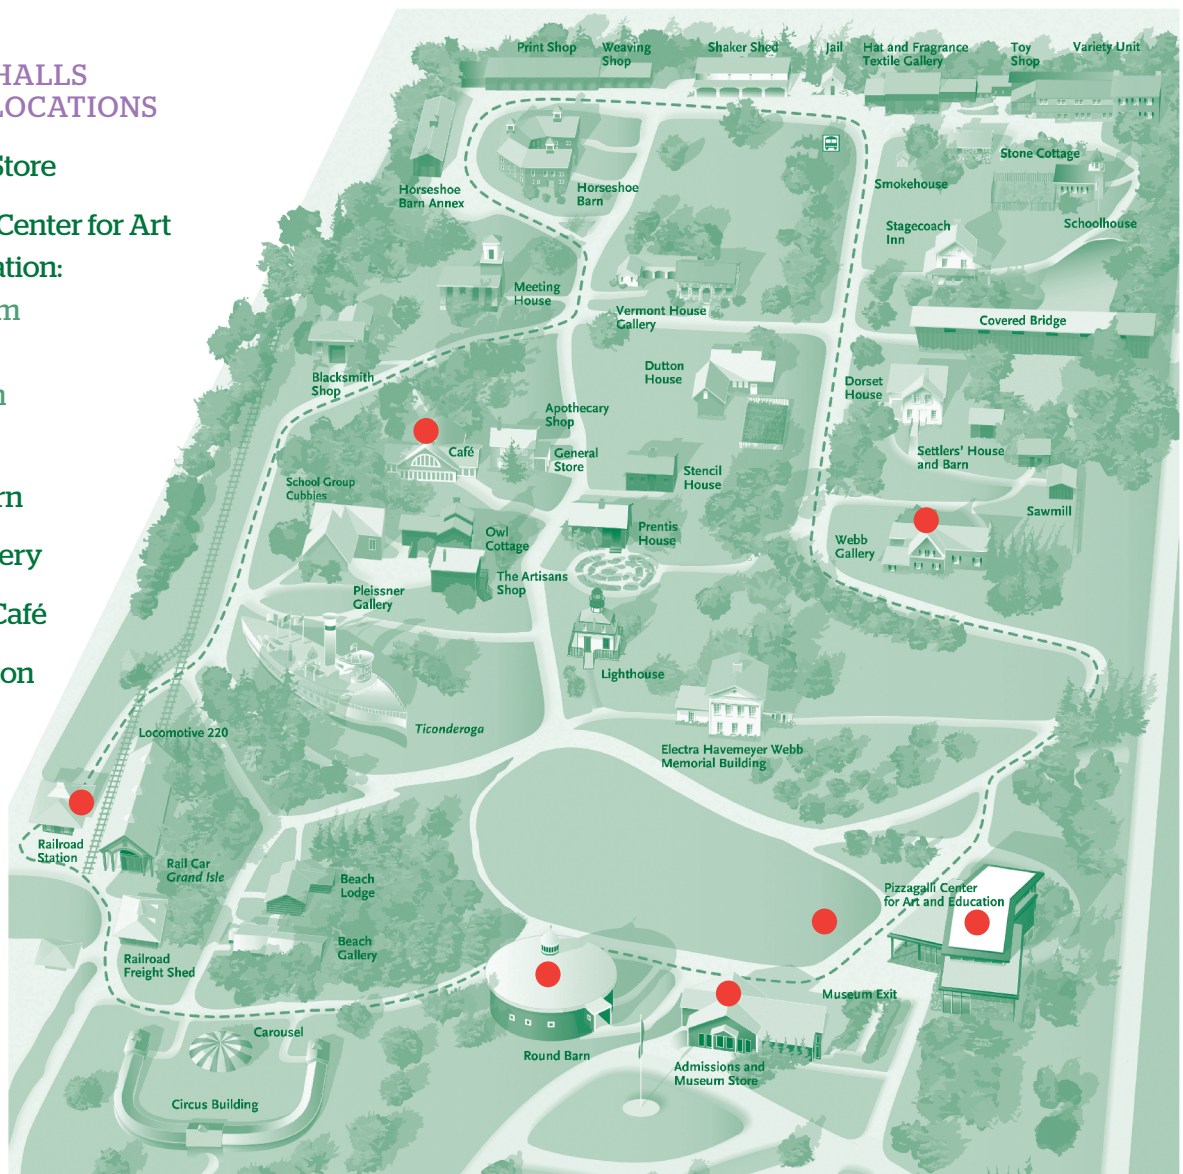 HALLS
LOCATIONS
Store
Center for Art
ation:
m
n
rn
ery
Café
on
Print Shop
Weaving
Shop
Shaker Shed
Jail
Hat and Fragrance
Textile Gallery
Toy
Shop
Variety Unit
Stone Cottage
Smokehouse
Schoolhouse
Horseshoe
Barn Annex
Horseshoe
Barn
Stagecoach
Inn
Meeting
House
Vermont House
Gallery
Covered Bridge
Blacksmith
Shop
Dutton
House
Dorset
House
Apothecary
Shop
Café
General
Store
Settlers' House
and Barn
School Group
Cubbies
Stencil
House
Sawmill
Owl
Cottage
Prentis
House
Webb
Gallery
The Artisans
Shop
Pleissner
Gallery
Lighthouse
Ticonderoga
Locomotive 220
Electra Havemeyer Webb
Memorial Building
Railroad
Station
Rail Car
Grand Isle
Beach
Lodge
Pizzagalli Center
for Art and Education
Beach
Gallery
Railroad
Freight Shed
Museum Exit
Carousel
Round Barn
Admissions and
Museum Store
Circus Building